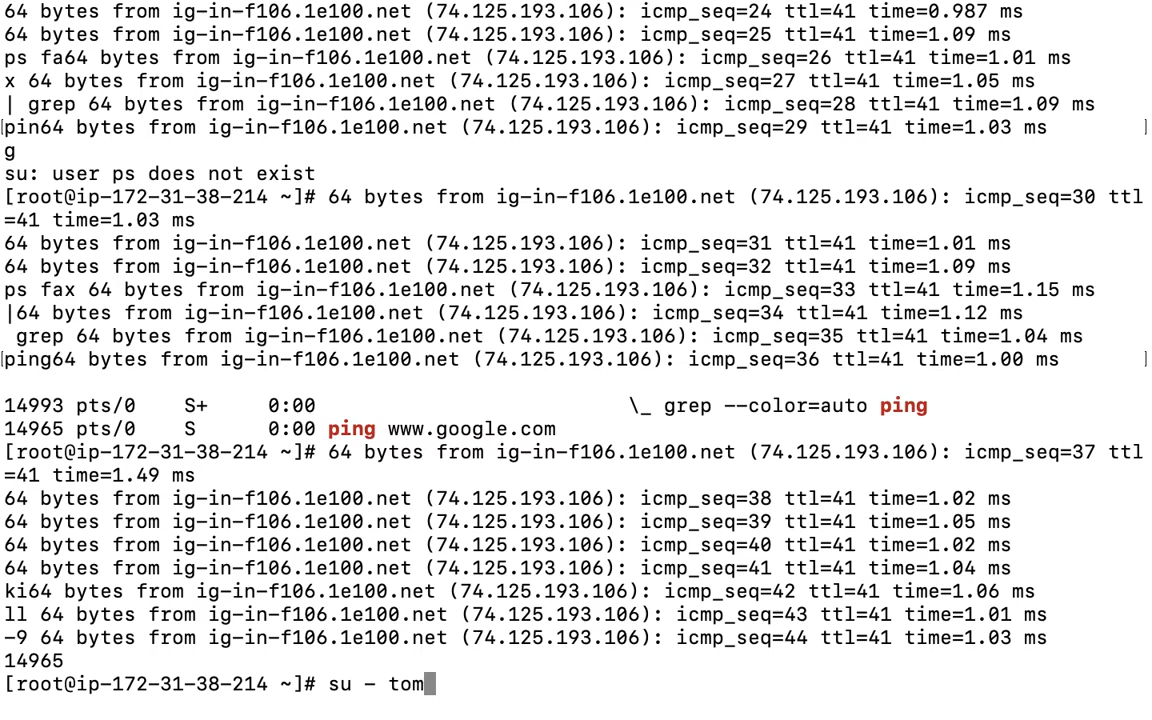 64 bytes from ig-in-f106.1e100.net (74.125.193.106): icmp_seq=24 ttl=41 time=0.987 ms
64 bytes from ig-in-f106.1e100.net (74.125.193.106): icmp_seq=25 ttl=41 time=1.09 ms
ps fa64 bytes from ig-in-f106.1e100.net (74.125.193.106): icmp_seq=26 ttl=41 time=1.01 ms
x 64 bytes from ig-in-f106.1e100.net (74.125.193.106): icmp_seq=27 ttl=41 time=1.05 ms
| grep 64 bytes from ig-in-f106.1e100.net (74.125.193.106): icmp_seq=28 ttl=41 time=1.09 ms
[pin64 bytes from ig-in-f106.1e100.net (74.125.193.106): icmp_seq=29 ttl=41 time=1.03 ms ]
g
su: user ps does not exist
[root@ip-172-31-38-214 ~]# 64 bytes from ig-in-f106.1e100.net (74.125.193.106): icmp_seq=30 ttl
=41 time=1.03 ms
64 bytes from ig-in-f106.1e100.net (74.125.193.106): icmp_seq=31 ttl=41 time=1.01 ms
64 bytes from ig-in-f106.1e100.net (74.125.193.106): icmp_seq=32 ttl=41 time=1.09 ms
ps fax 64 bytes from ig-in-f106.1e100.net (74.125.193.106): icmp_seq=33 ttl=41 time=1.15 ms
|64 bytes from ig-in-f106.1e100.net (74.125.193.106): icmp_seq=34 ttl=41 time=1.12 ms
 grep 64 bytes from ig-in-f106.1e100.net (74.125.193.106): icmp_seq=35 ttl=41 time=1.04 ms
[ping64 bytes from ig-in-f106.1e100.net (74.125.193.106): icmp_seq=36 ttl=41 time=1.00 ms ]
14993 pts/0    S+     0:00                          \_ grep --color=auto ping
14965 pts/0    S      0:00 ping www.google.com
[root@ip-172-31-38-214 ~]# 64 bytes from ig-in-f106.1e100.net (74.125.193.106): icmp_seq=37 ttl
=41 time=1.49 ms
64 bytes from ig-in-f106.1e100.net (74.125.193.106): icmp_seq=38 ttl=41 time=1.02 ms
64 bytes from ig-in-f106.1e100.net (74.125.193.106): icmp_seq=39 ttl=41 time=1.05 ms
64 bytes from ig-in-f106.1e100.net (74.125.193.106): icmp_seq=40 ttl=41 time=1.02 ms
64 bytes from ig-in-f106.1e100.net (74.125.193.106): icmp_seq=41 ttl=41 time=1.04 ms
ki64 bytes from ig-in-f106.1e100.net (74.125.193.106): icmp_seq=42 ttl=41 time=1.06 ms
ll 64 bytes from ig-in-f106.1e100.net (74.125.193.106): icmp_seq=43 ttl=41 time=1.01 ms
-9 64 bytes from ig-in-f106.1e100.net (74.125.193.106): icmp_seq=44 ttl=41 time=1.03 ms
14965
[root@ip-172-31-38-214 ~]# su - tom